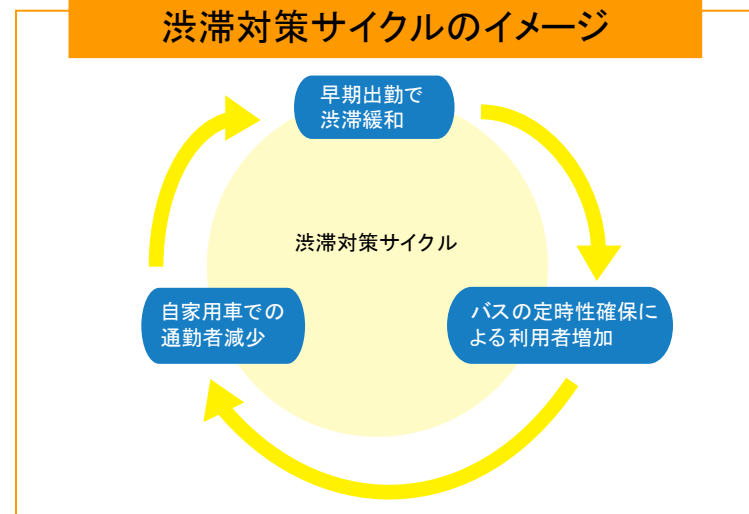 渋滞対策サイクルのイメージ
早期出勤で
渋滞緩和
渋滞対策サイクル
自家用車での
通勤者減少
バスの定時性確保に
よる利用者増加